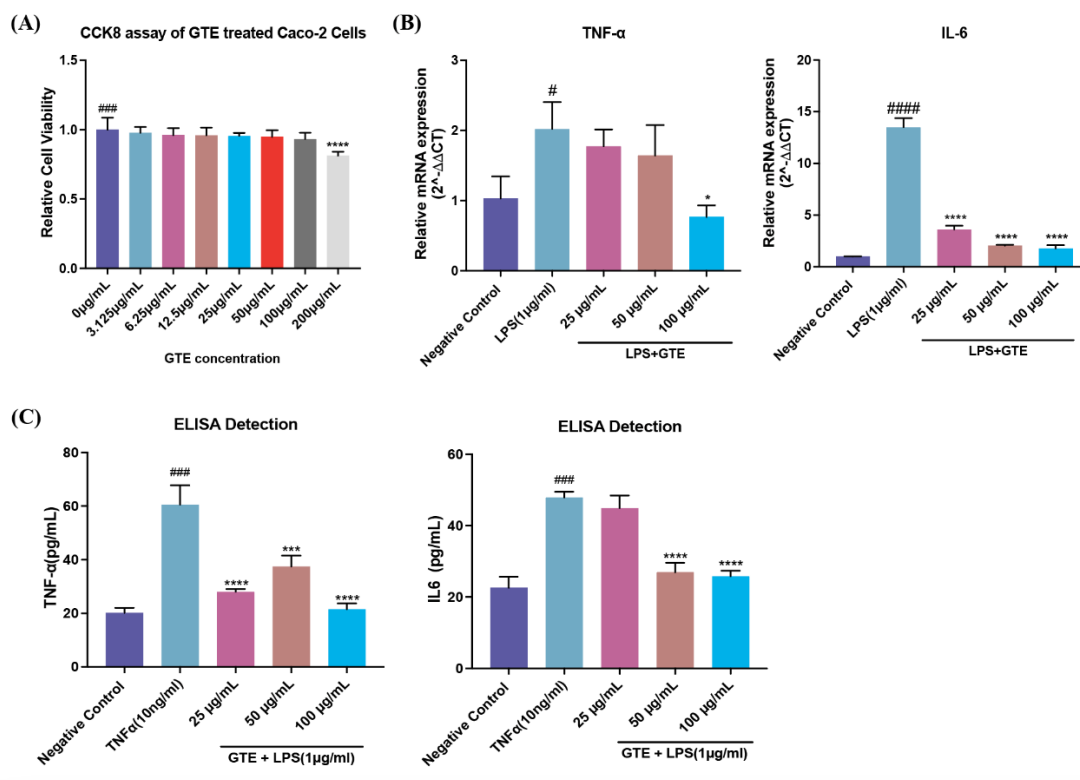 (A)
CCK8 assay of GTE treated Caco-2 Cells
Relative Cell Viability
1.5
1.0
0.5
0.0
###
****
0μg/mL
3.125μg/mL
6.25μg/mL
12.5μg/mL
25μg/mL
50μg/mL
100μg/mL
200μg/mL
GTE concentration
(B)
TNF-α
Relative mRNA expression
(2^-ΔΔCT)
3
2
1
0
#
*
Negative Control
LPS(1μg/ml)
25 μg/mL
50 μg/mL
100 μg/mL
LPS+GTE
IL-6
Relative mRNA expression
(2^-ΔΔCT)
20
15
10
5
0
####
****
****
****
Negative Control
LPS(1μg/ml)
25 μg/mL
50 μg/mL
100 μg/mL
LPS+GTE
(C)
ELISA Detection
TNF-α(pg/mL)
80
60
40
20
0
###
****
***
****
Negative Control
TNFα(10ng/ml)
25 μg/mL
50 μg/mL
100 μg/mL
GTE + LPS(1μg/ml)
ELISA Detection
IL6 (pg/mL)
60
40
20
0
###
****
****
Negative Control
TNFα(10ng/ml)
25 μg/mL
50 μg/mL
100 μg/mL
GTE + LPS(1μg/ml)